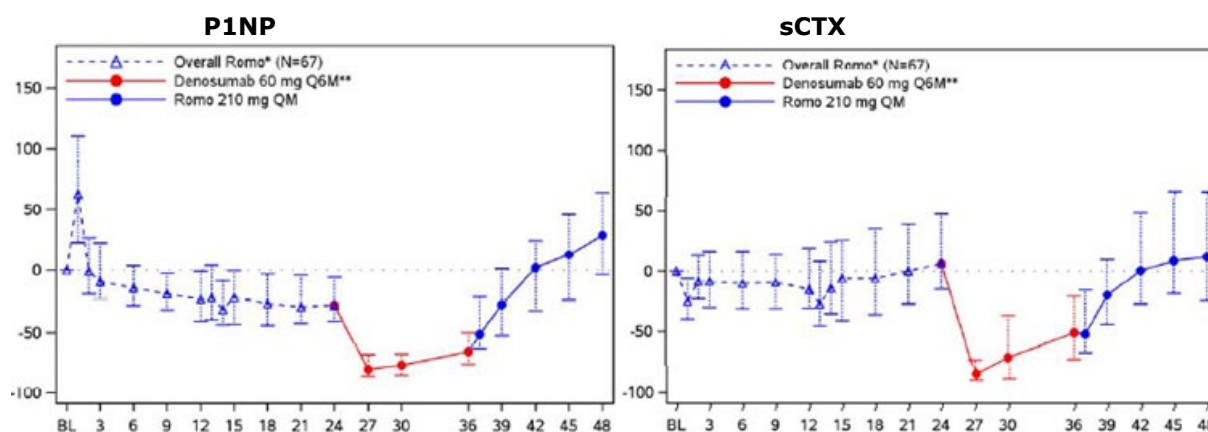 P1NP
Overall Romo* (N=67)
Denosumab 60 mg Q6M**
Romo 210 mg QM
150
100
50
0
-50
-100
BL 3 6 9 12 15 18 21 24 27 30 36 39 42 45 48
sCTX
Overall Romo* (N=67)
Denosumab 60 mg Q6M**
Romo 210 mg QM
150
100
50
0
-50
-100
BL 3 6 9 12 15 18 21 24 27 30 36 39 42 45 48